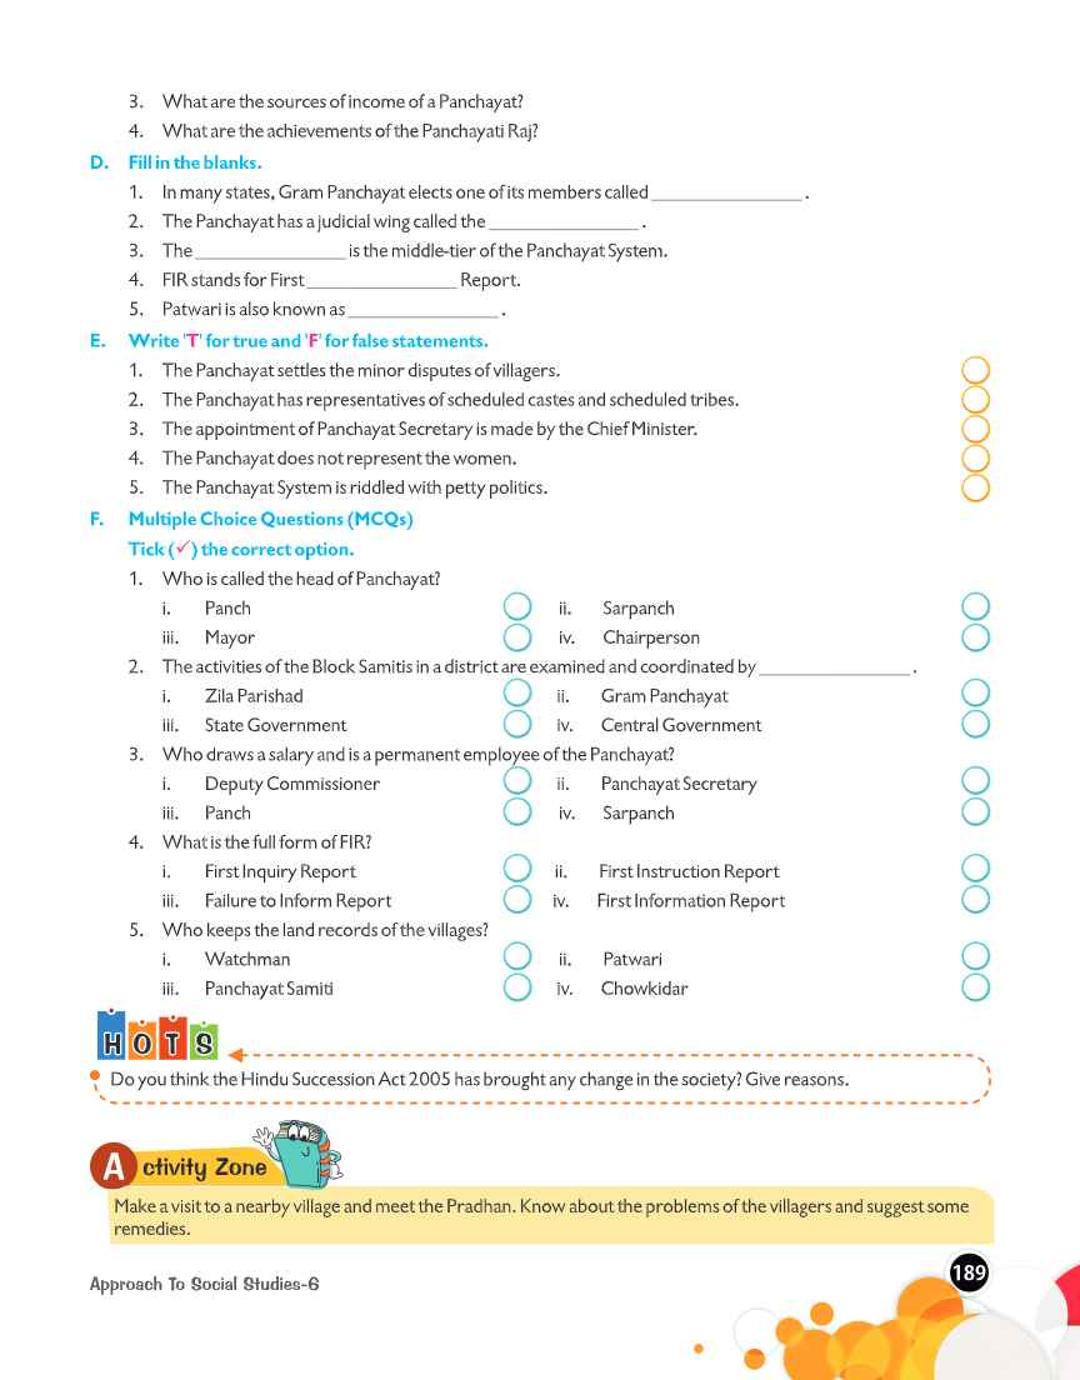 3. What are the sources of income of a Panchayat?
4. What are the achievements of the Panchayati Raj?
D. Fill in the blanks.
1. In many states, Gram Panchayat elects one of its members called ________________.
2. The Panchayat has a judicial wing called the ________________.
3. The ________________ is the middle-tier of the Panchayat System.
4. FIR stands for First ________________ Report.
5. Patwari is also known as ________________.
E. Write 'T' for true and 'F' for false statements.
1. The Panchayat settles the minor disputes of villagers.
2. The Panchayat has representatives of scheduled castes and scheduled tribes.
3. The appointment of Panchayat Secretary is made by the Chief Minister.
4. The Panchayat does not represent the women.
5. The Panchayat System is riddled with petty politics.
F. Multiple Choice Questions (MCQs)
Tick (✓) the correct option.
1. Who is called the head of Panchayat?
i. Panch ii. Sarpanch
iii. Mayor iv. Chairperson
2. The activities of the Block Samitis in a district are examined and coordinated by ________________.
i. Zila Parishad ii. Gram Panchayat
iii. State Government iv. Central Government
3. Who draws a salary and is a permanent employee of the Panchayat?
i. Deputy Commissioner ii. Panchayat Secretary
iii. Panch iv. Sarpanch
4. What is the full form of FIR?
i. First Inquiry Report ii. First Instruction Report
iii. Failure to Inform Report iv. First Information Report
5. Who keeps the land records of the villages?
i. Watchman ii. Patwari
iii. Panchayat Samiti iv. Chowkidar
HOTS
Do you think the Hindu Succession Act 2005 has brought any change in the society? Give reasons.
Activity Zone
Make a visit to a nearby village and meet the Pradhan. Know about the problems of the villagers and suggest some
remedies.
Approach To Social Studies-6
189